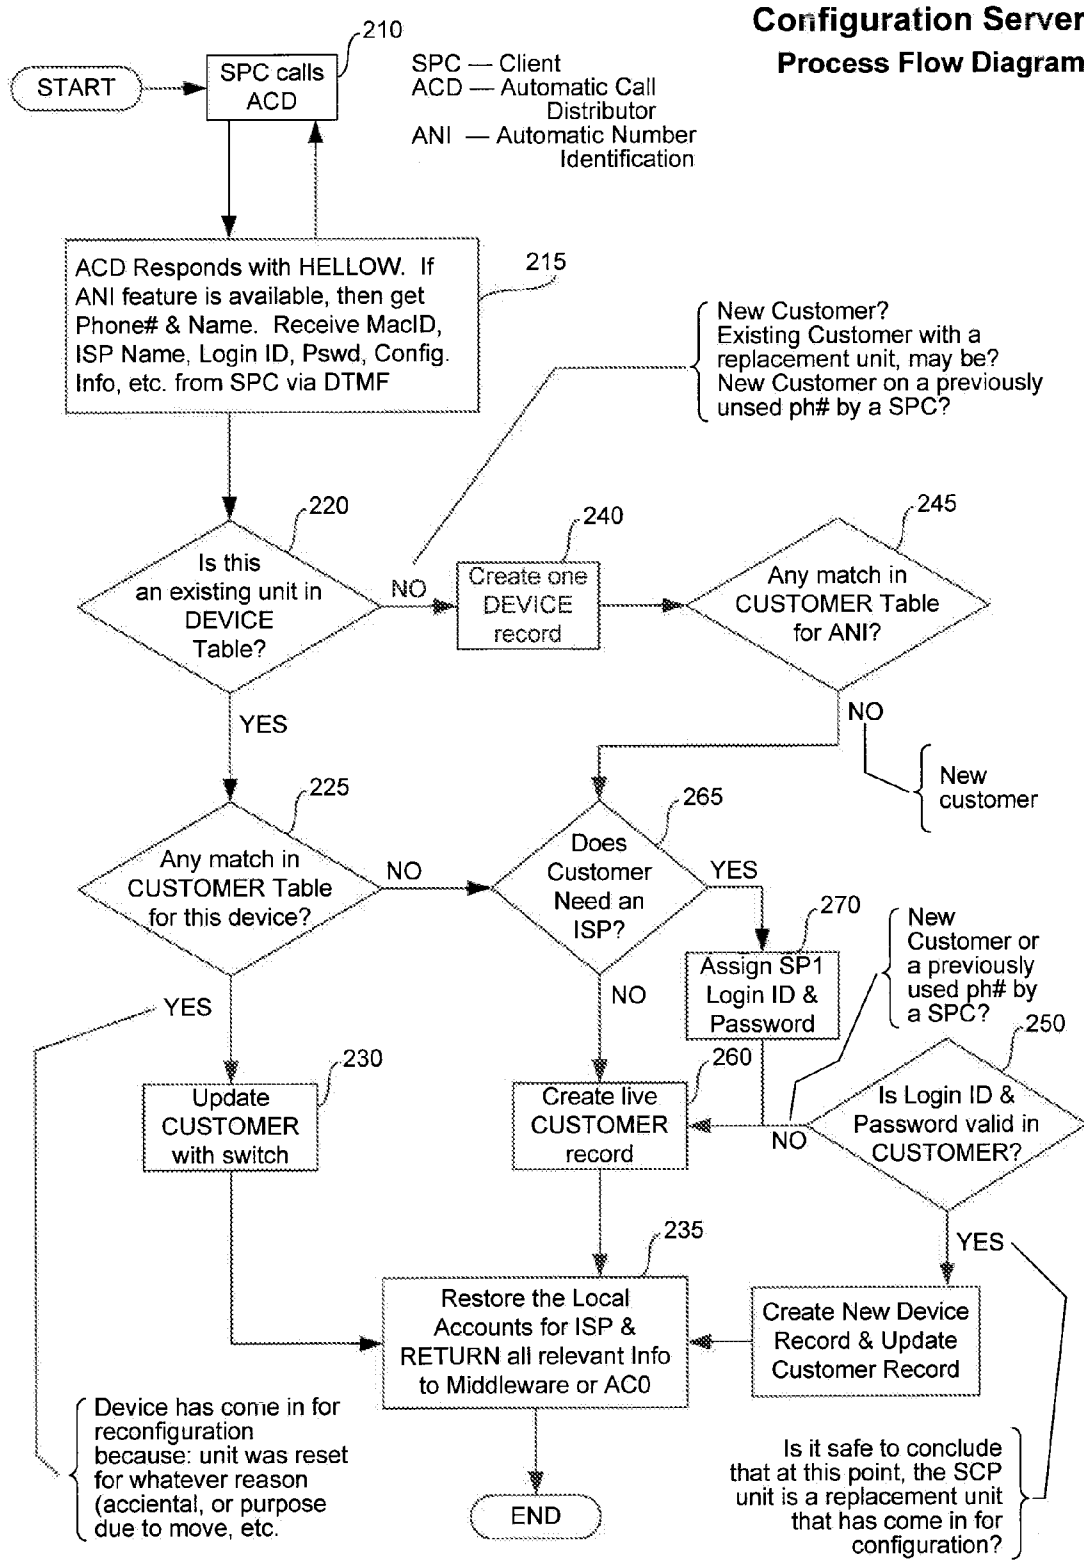 Configuration Server
Process Flow Diagram
210
START
SPC calls
ACD
SPC — Client
ACD — Automatic Call
Distributor
ANI — Automatic Number
Identification
215
ACD Responds with HELLOW. If
ANI feature is available, then get
Phone# & Name. Receive MacID,
ISP Name, Login ID, Pswd, Config.
Info, etc. from SPC via DTMF
New Customer?
Existing Customer with a
replacement unit, may be?
New Customer on a previously
unsed ph# by a SPC?
220
Is this
an existing unit in
DEVICE
Table?
NO
240
Create one
DEVICE
record
245
Any match in
CUSTOMER Table
for ANI?
YES
NO
New
customer
225
Any match in
CUSTOMER Table
for this device?
NO
265
Does
Customer
Need an
ISP?
YES
270
Assign SP1
Login ID &
Password
New
Customer or
a previously
used ph# by
a SPC?
YES
NO
250
Is Login ID &
Password valid in
CUSTOMER?
NO
230
Update
CUSTOMER
with switch
260
Create live
CUSTOMER
record
YES
235
Restore the Local
Accounts for ISP &
RETURN all relevant Info
to Middleware or AC0
Create New Device
Record & Update
Customer Record
Device has come in for
reconfiguration
because: unit was reset
for whatever reason
(acciental, or purpose
due to move, etc.
END
Is it safe to conclude
that at this point, the SCP
unit is a replacement unit
that has come in for
configuration?